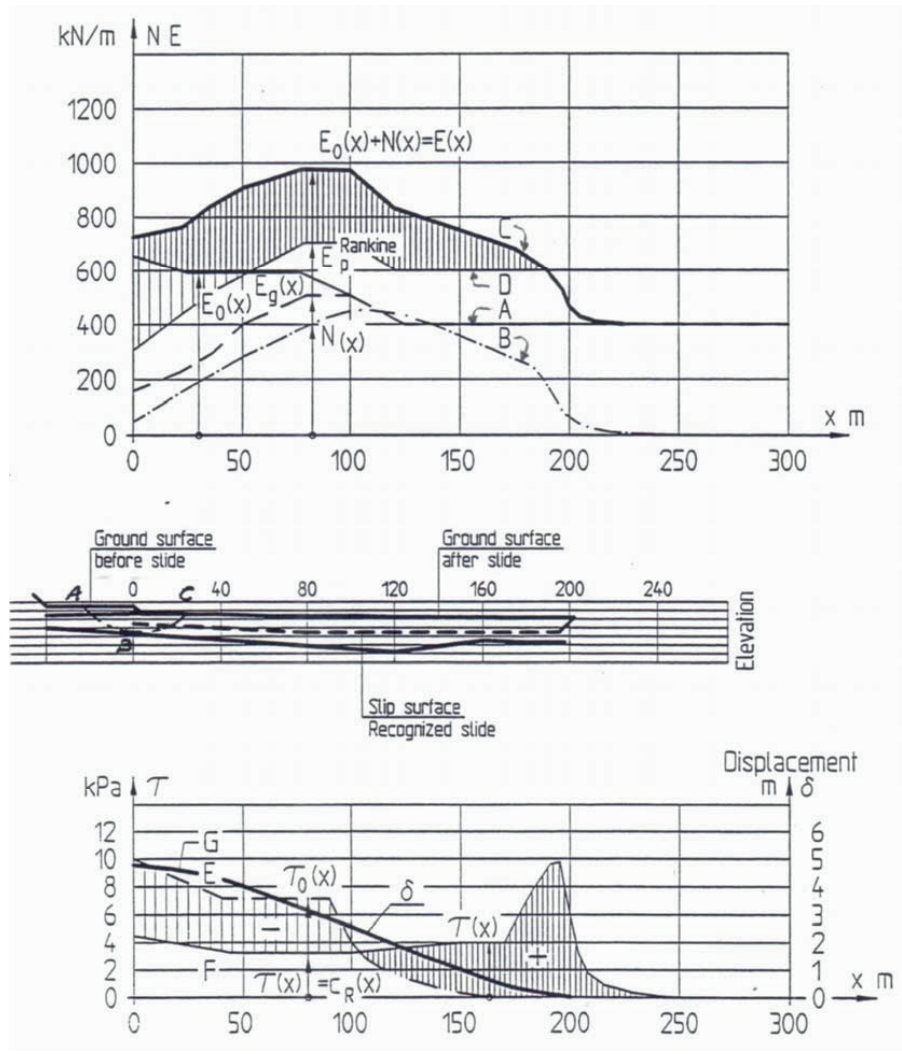 kN/m N E
1200
1000
800
600
400
200
0
E₀(x)+N(x)=E(x)
Rankine
E_p
C
D
A
B
E₀(x)
E_g(x)
N(x)
x m
0 50 100 150 200 250 300
Ground surface
before slide
Ground surface
after slide
A 0 C 40 80 120 160 200 240
B
Elevation
Slip surface
Recognized slide
Displacement
kPa τ
m δ
12
10
8
6
4
2
0
6
5
4
3
2
1
0
G
E
τ₀(x)
δ
τ(x)
−
+
F
τ(x) =c_R(x)
x m
0 50 100 150 200 250 300